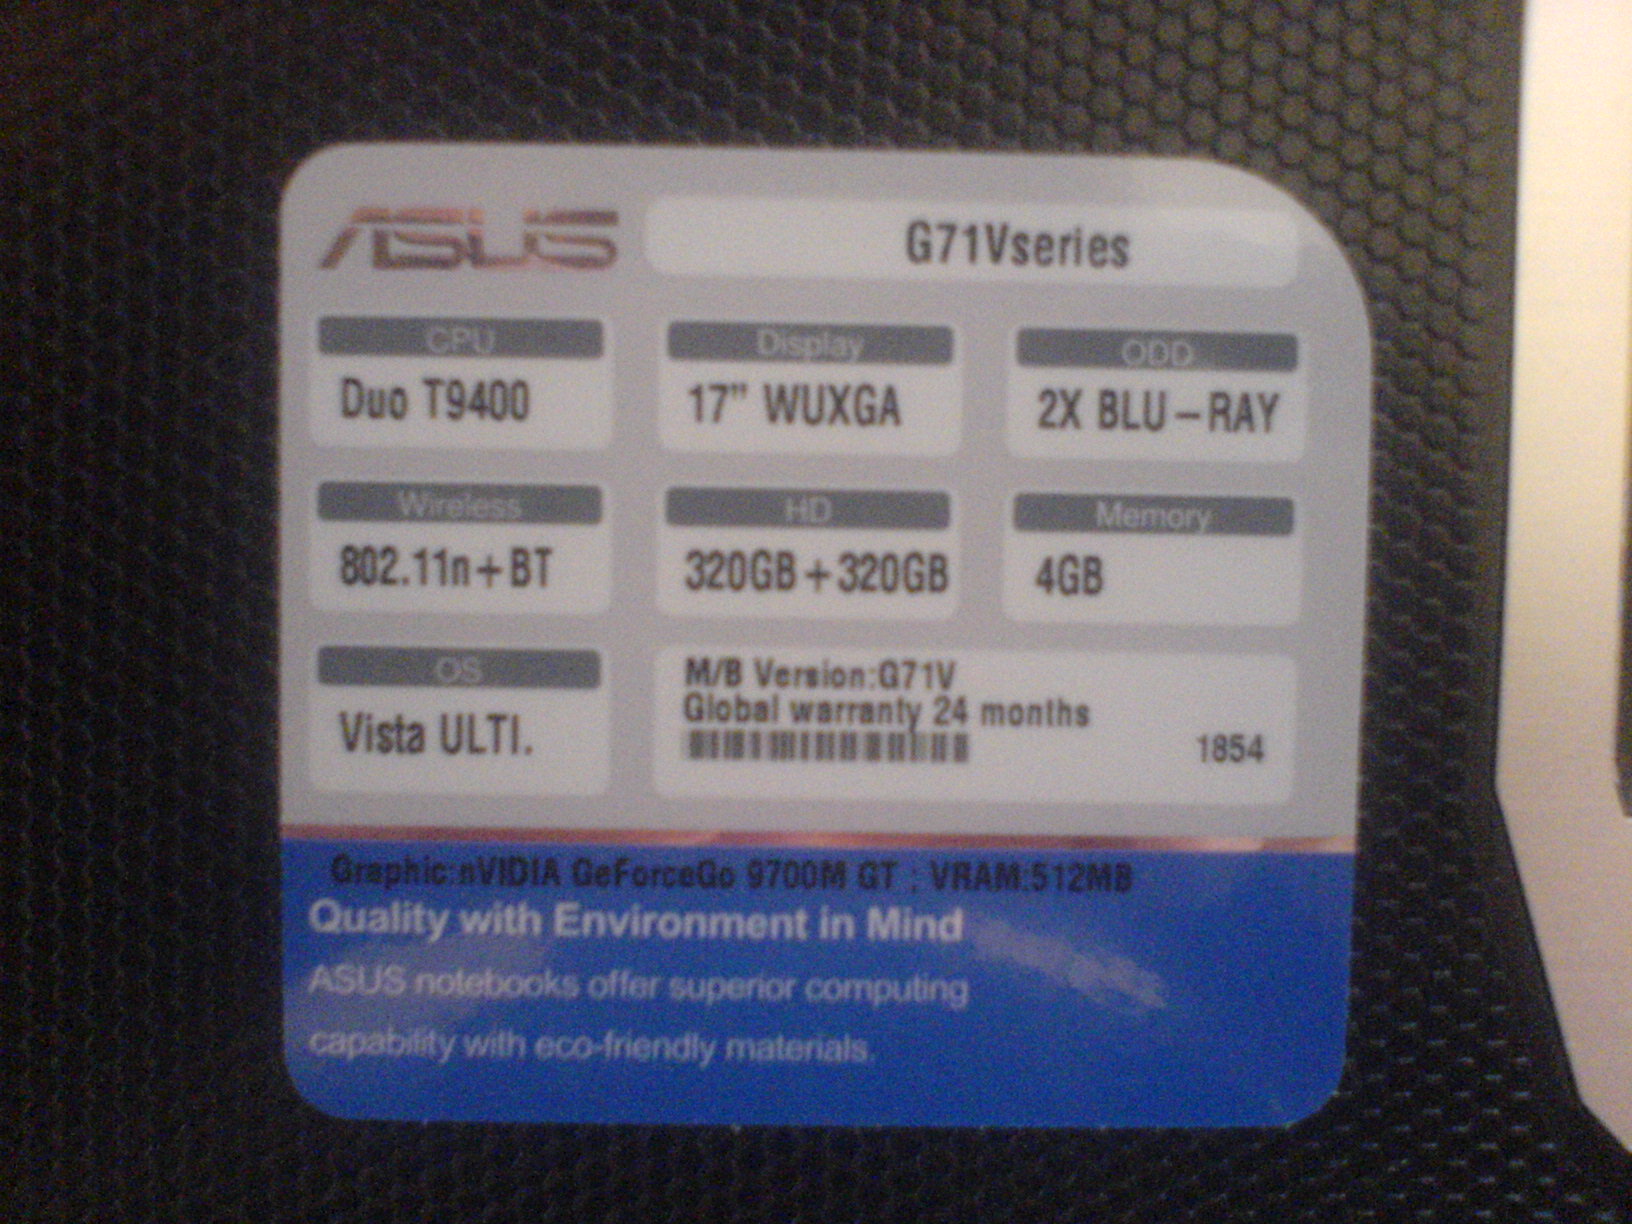 ASUS G71Vseries
CPU Display ODD
Duo T9400 17" WUXGA 2X BLU-RAY
Wireless HD Memory
802.11n+BT 320GB+320GB 4GB
OS
Vista ULTI.
M/B Version:G71V
Global warranty 24 months
1854
Graphic:nVIDIA GeForceGo 9700M GT ; VRAM:512MB
Quality with Environment in Mind
ASUS notebooks offer superior computing
capability with eco-friendly materials.